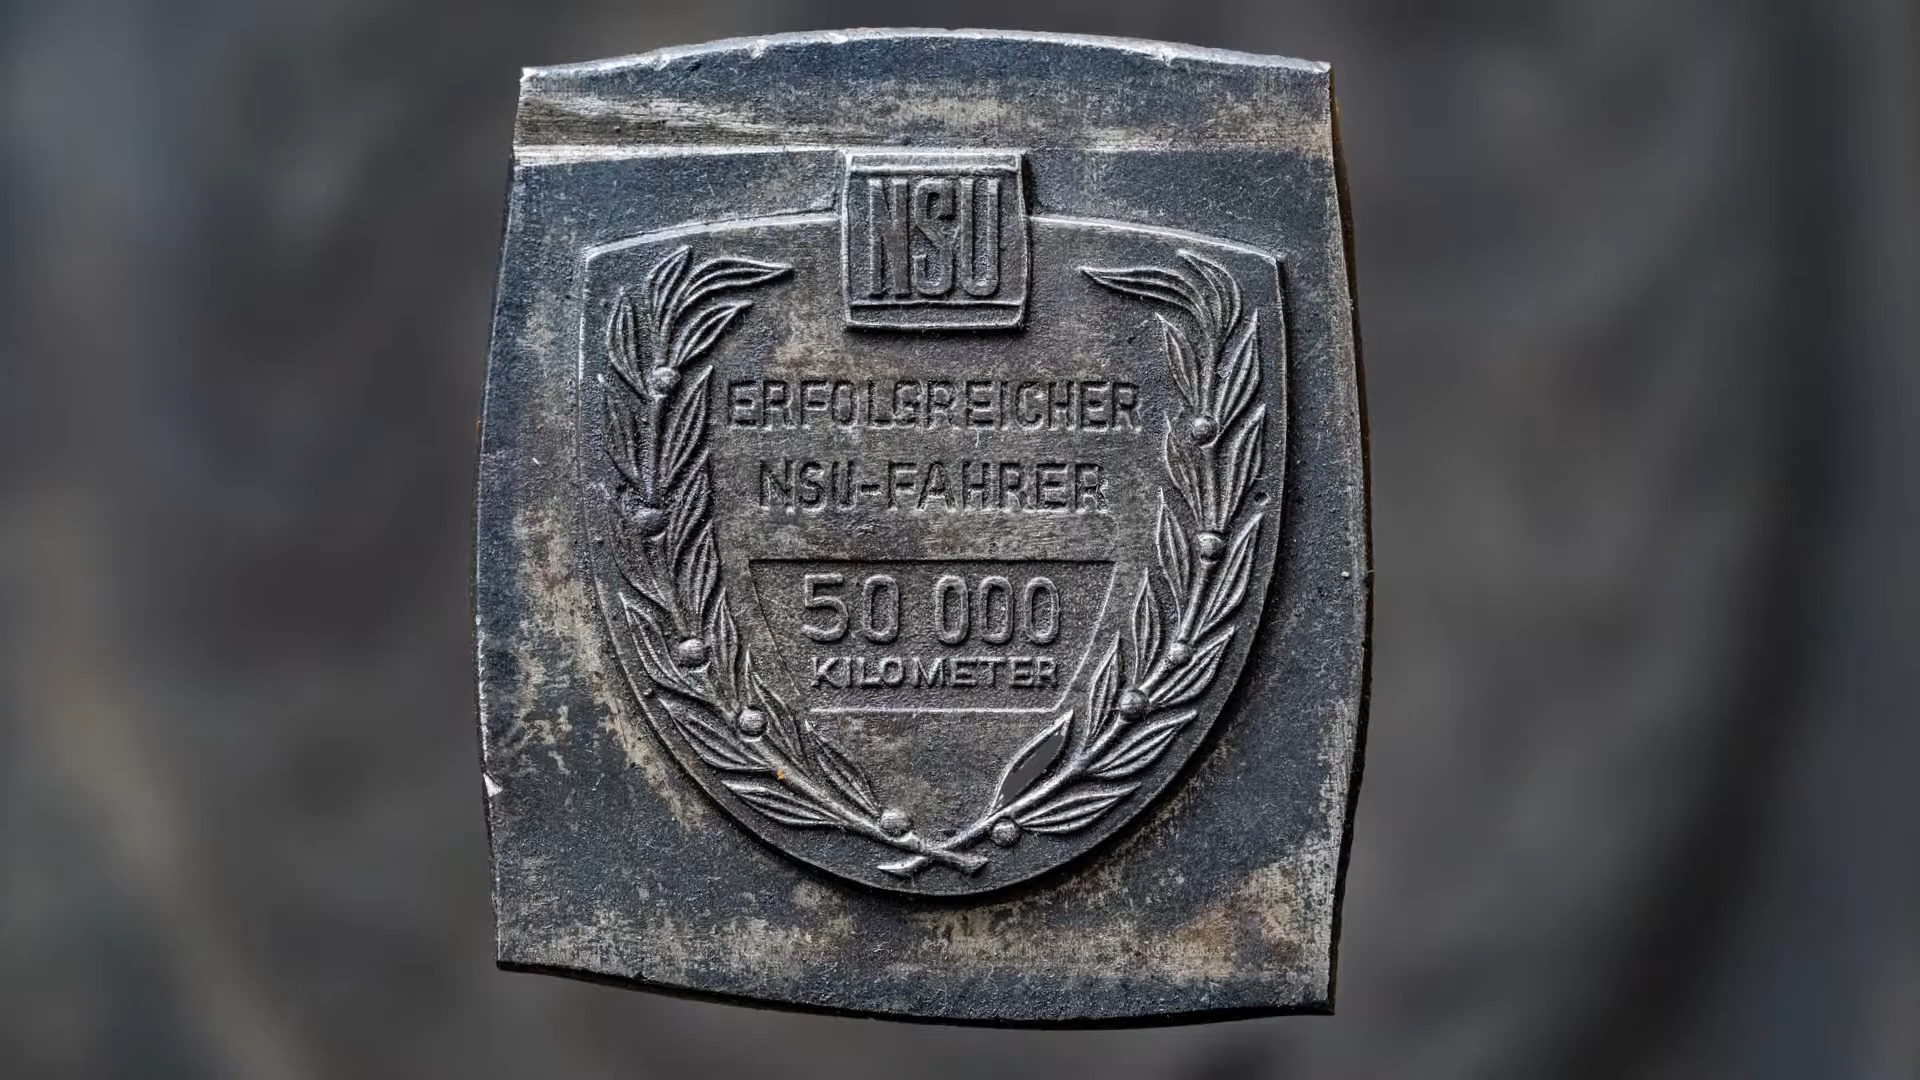 NSU
ERFOLGREICHER
NSU-FAHRER
50 000
KILOMETER